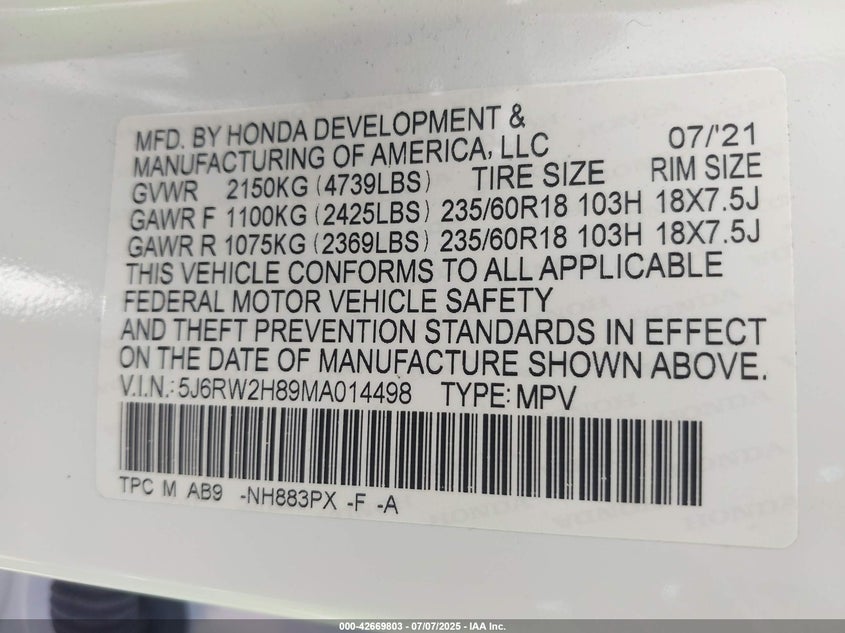 MFD. BY HONDA DEVELOPMENT & 07/'21
MANUFACTURING OF AMERICA, LLC RIM SIZE
GVWR 2150KG (4739LBS) TIRE SIZE
GAWR F 1100KG (2425LBS) 235/60R18 103H 18X7.5J
GAWR R 1075KG (2369LBS) 235/60R18 103H 18X7.5J
THIS VEHICLE CONFORMS TO ALL APPLICABLE
FEDERAL MOTOR VEHICLE SAFETY
AND THEFT PREVENTION STANDARDS IN EFFECT
ON THE DATE OF MANUFACTURE SHOWN ABOVE.
V.I.N.: 5J6RW2H89MA014498 TYPE: MPV
TPC M AB9 -NH883PX -F -A
000-42669803 / 07/07/2025 - IAA Inc.